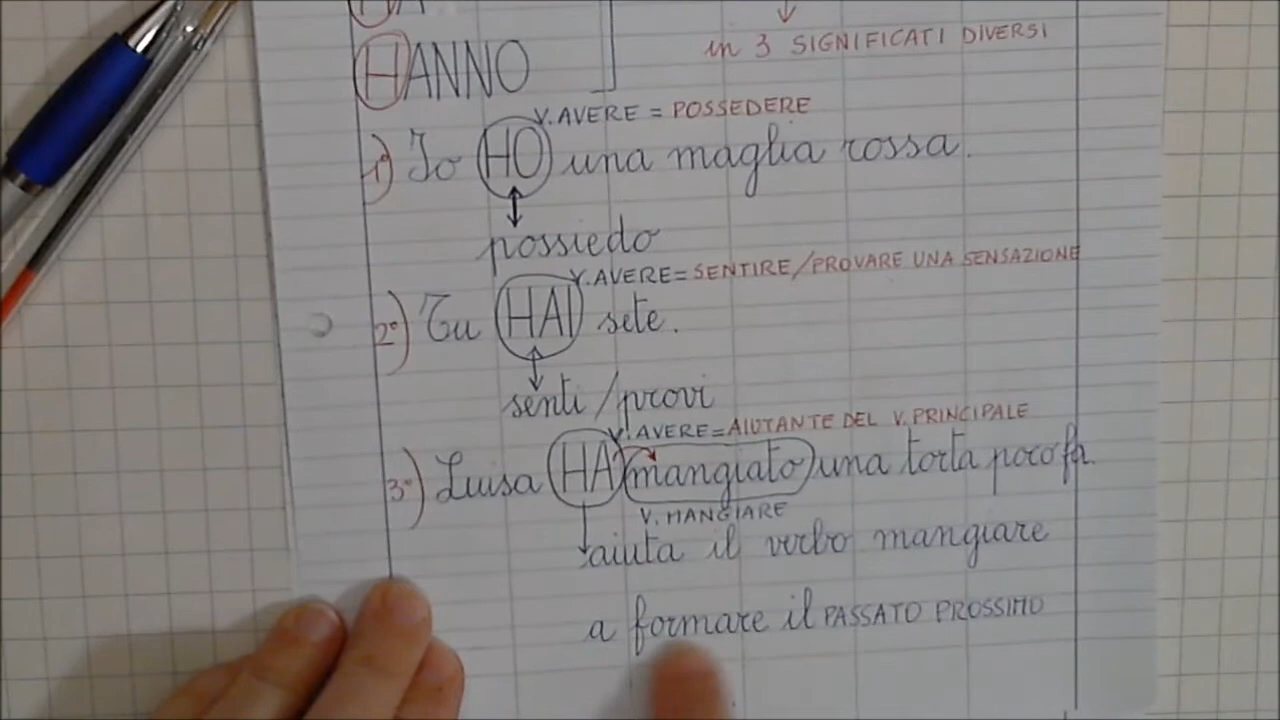 HA
in 3 SIGNIFICATI DIVERSI
HANNO
V. AVERE = POSSEDERE
1°) Io HO una maglia rossa.
possiedo
V. AVERE = SENTIRE/PROVARE UNA SENSAZIONE
2°) Tu HAI sete.
senti/provi
V. AVERE = AIUTANTE DEL V. PRINCIPALE
3°) Luisa HA mangiato una torta poco fa.
V. MANGIARE
aiuta il verbo mangiare
a formare il PASSATO PROSSIMO